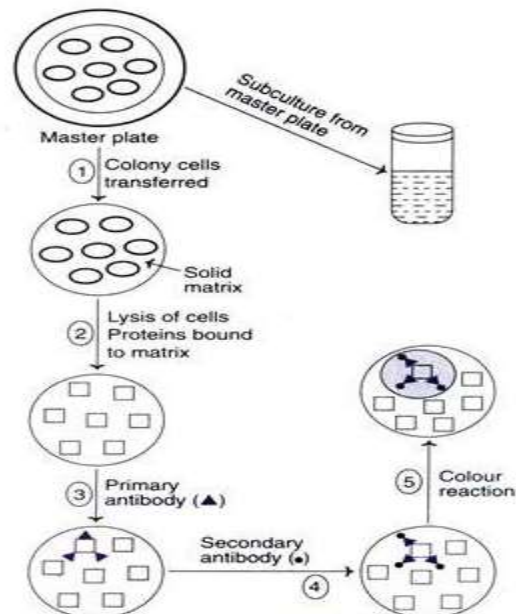 Master plate
Subculture from
master plate
1 Colony cells
transferred
Solid
matrix
2 Lysis of cells
Proteins bound
to matrix
3 Primary
antibody (▲)
Secondary
antibody (●)
4
5 Colour
reaction